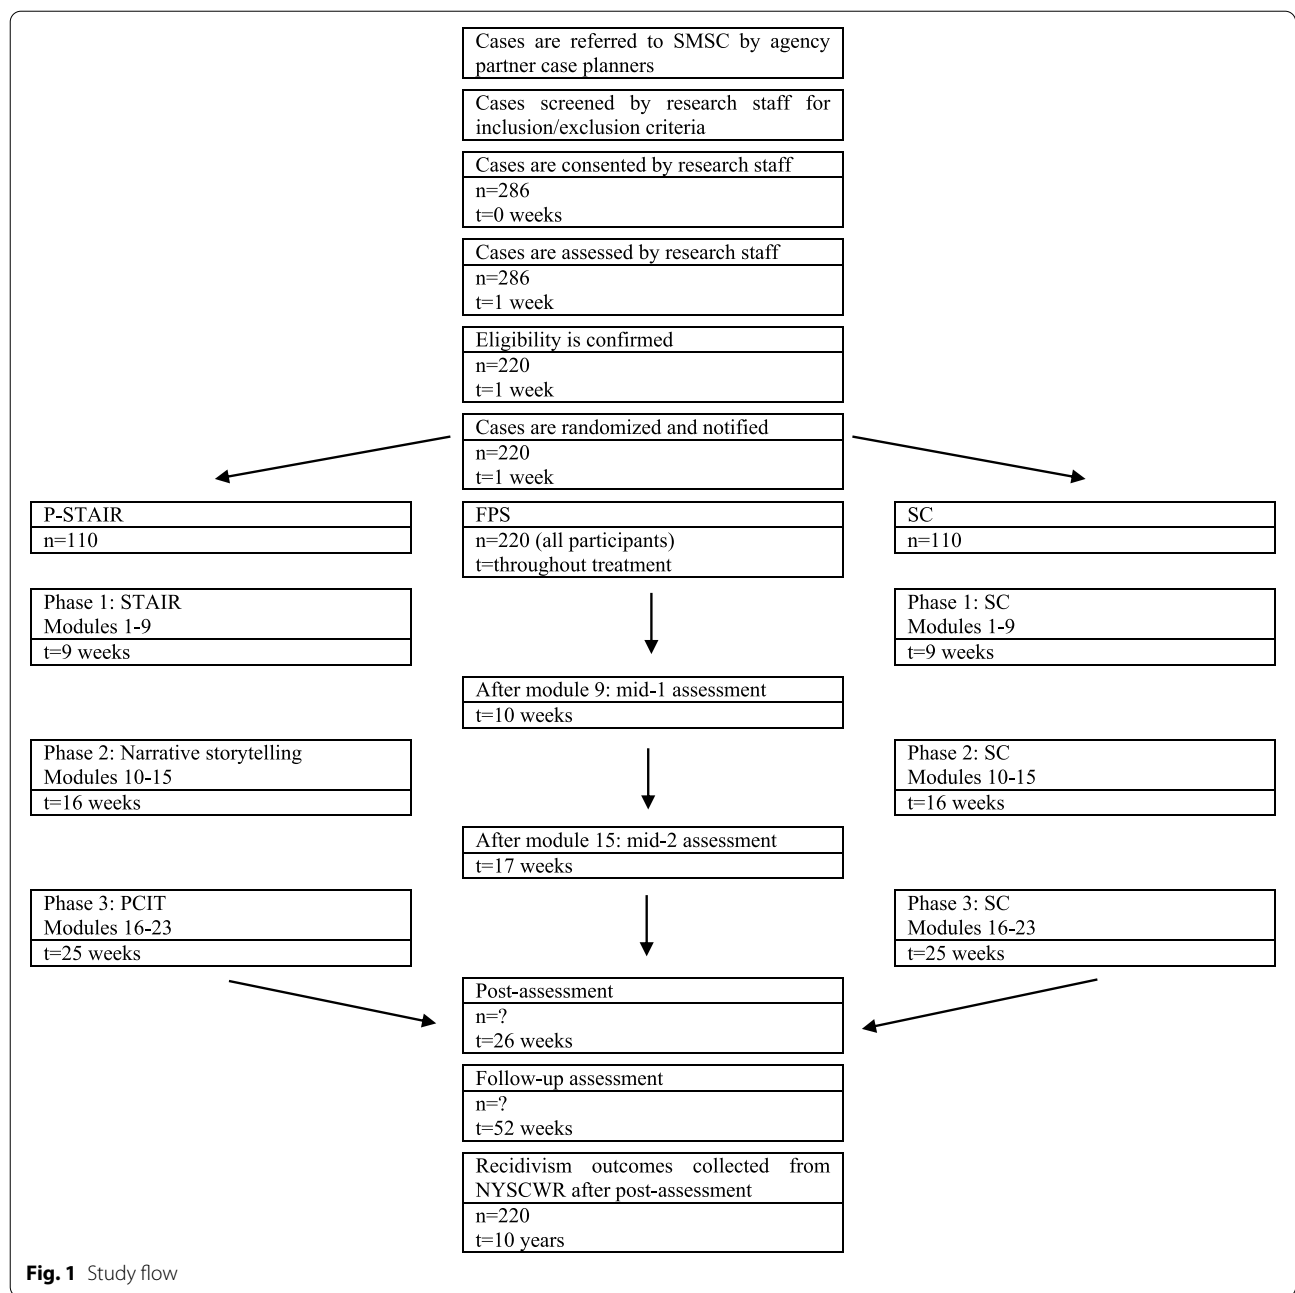 Cases are referred to SMSC by agency
partner case planners
Cases screened by research staff for
inclusion/exclusion criteria
Cases are consented by research staff
n=286
t=0 weeks
Cases are assessed by research staff
n=286
t=1 week
Eligibility is confirmed
n=220
t=1 week
Cases are randomized and notified
n=220
t=1 week
P-STAIR
n=110
FPS
n=220 (all participants)
t=throughout treatment
SC
n=110
Phase 1: STAIR
Modules 1-9
t=9 weeks
Phase 1: SC
Modules 1-9
t=9 weeks
After module 9: mid-1 assessment
t=10 weeks
Phase 2: Narrative storytelling
Modules 10-15
t=16 weeks
Phase 2: SC
Modules 10-15
t=16 weeks
After module 15: mid-2 assessment
t=17 weeks
Phase 3: PCIT
Modules 16-23
t=25 weeks
Phase 3: SC
Modules 16-23
t=25 weeks
Post-assessment
n=?
t=26 weeks
Follow-up assessment
n=?
t=52 weeks
Recidivism outcomes collected from
NYSCWR after post-assessment
n=220
t=10 years
Fig. 1 Study flow